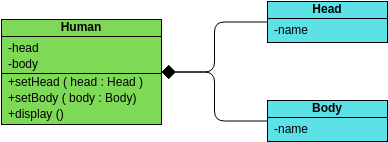 Human
-head
-body
+setHead ( head : Head )
+setBody ( body : Body)
+display ()
Head
-name
Body
-name